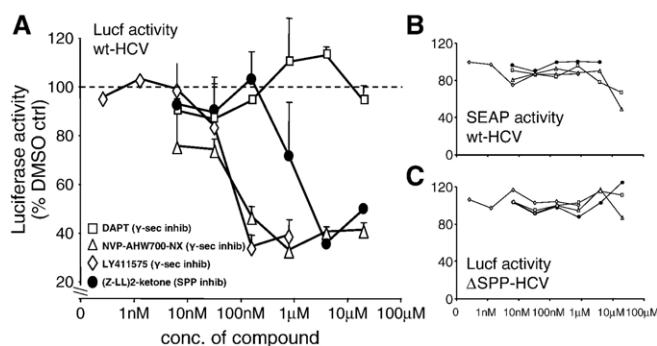 A
Lucf activity
wt-HCV
Luciferase activity
(% DMSO ctrl)
120
100
80
60
40
20
DAPT (γ-sec inhib)
NVP-AHW700-NX (γ-sec inhib)
LY411575 (γ-sec inhib)
(Z-LL)2-ketone (SPP inhib)
0 1nM 10nM 100nM 1μM 10μM 100μM
conc. of compound
B
120
80
40
SEAP activity
wt-HCV
C
120
80
40
Lucf activity
ΔSPP-HCV
0 1nM 10nM 100nM 1μM 10μM 100μM